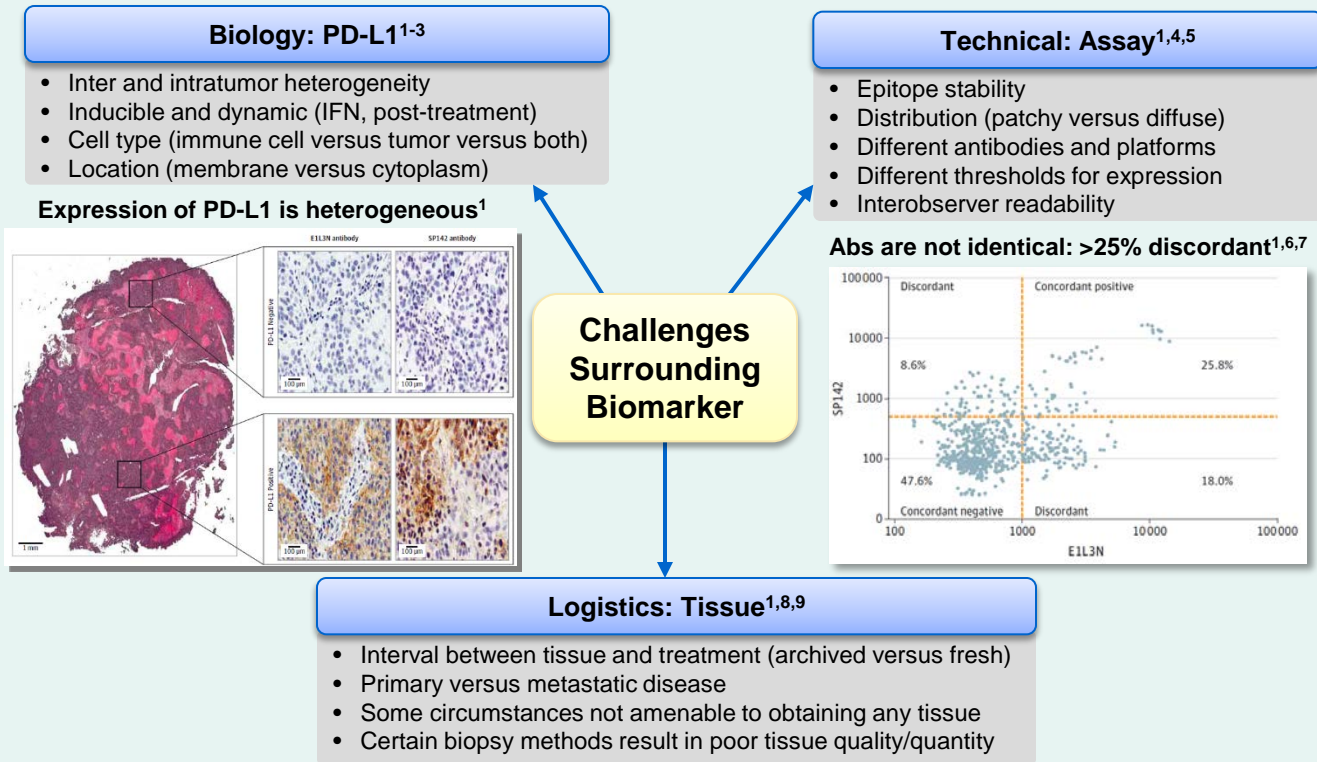 Biology: PD-L1¹⁻³
• Inter and intratumor heterogeneity
• Inducible and dynamic (IFN, post-treatment)
• Cell type (immune cell versus tumor versus both)
• Location (membrane versus cytoplasm)
Expression of PD-L1 is heterogeneous¹
E1L3N antibody
SP142 antibody
PD-L1 Negative
100 µm
100 µm
PD-L1 Positive
100 µm
100 µm
1 mm
Challenges
Surrounding
Biomarker
Technical: Assay¹,⁴,⁵
• Epitope stability
• Distribution (patchy versus diffuse)
• Different antibodies and platforms
• Different thresholds for expression
• Interobserver readability
Abs are not identical: >25% discordant¹,⁶,⁷
100000
Discordant
Concordant positive
10000
8.6%
25.8%
SP142
1000
100
47.6%
18.0%
Concordant negative
Discordant
0
100
1000
10000
100000
E1L3N
Logistics: Tissue¹,⁸,⁹
• Interval between tissue and treatment (archived versus fresh)
• Primary versus metastatic disease
• Some circumstances not amenable to obtaining any tissue
• Certain biopsy methods result in poor tissue quality/quantity